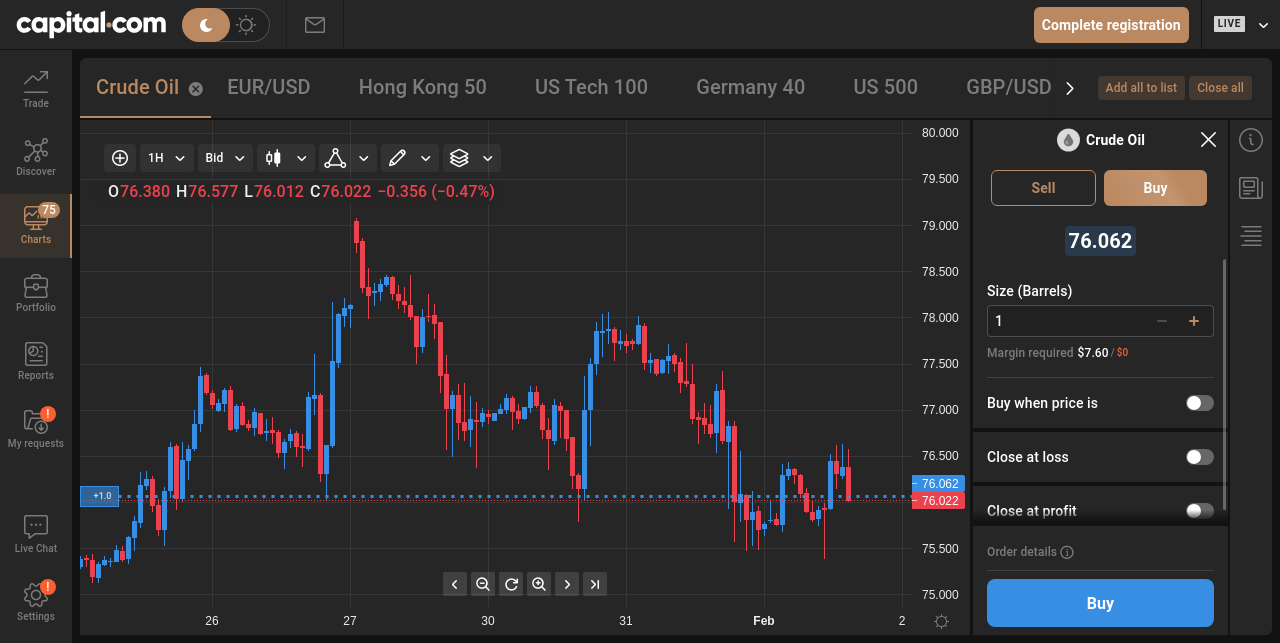 capital.com
Complete registration
LIVE
Trade
Discover
75
Charts
Portfolio
Reports
!
My requests
Live Chat
!
Settings
Crude Oil
EUR/USD
Hong Kong 50
US Tech 100
Germany 40
US 500
GBP/USD
Add all to list
Close all
1H
Bid
O76.380 H76.577 L76.012 C76.022 −0.356 (−0.47%)
+1.0
80.000
79.500
79.000
78.500
78.000
77.500
77.000
76.500
76.062
76.022
75.500
75.000
26
27
30
31
Feb
2
Crude Oil
Sell
Buy
76.062
Size (Barrels)
1
Margin required $7.60 / $0
Buy when price is
Close at loss
Close at profit
Order details
Buy